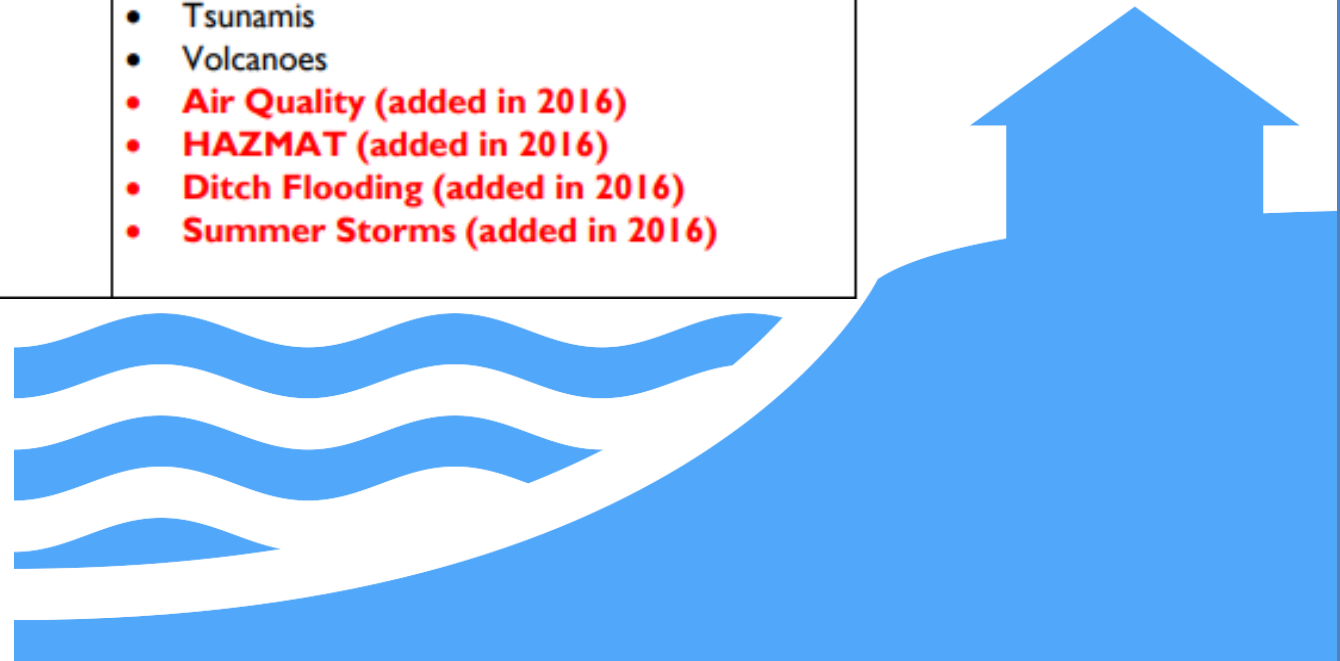 • Tsunamis
• Volcanoes
• Air Quality (added in 2016)
• HAZMAT (added in 2016)
• Ditch Flooding (added in 2016)
• Summer Storms (added in 2016)